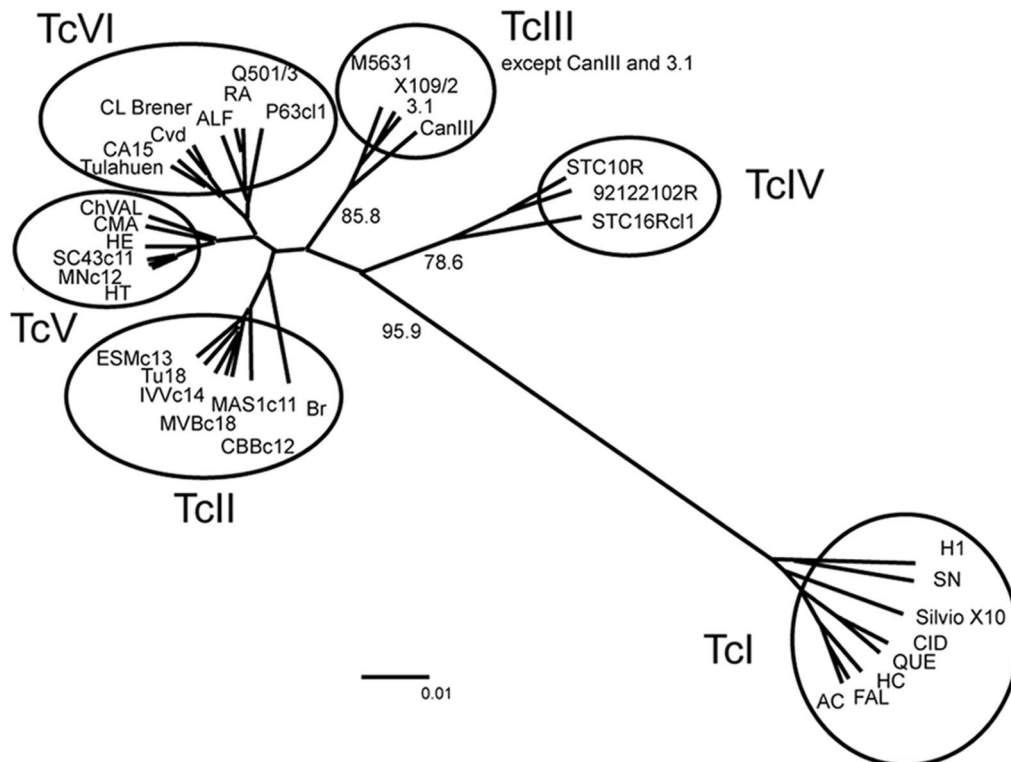 TcVI
TcIII
except CanIII and 3.1
M5631
X109/2
3.1
CanIII
Q501/3
RA
P63cl1
CL Brener
ALF
Cvd
CA15
Tulahuen
STC10R
92122102R
STC16Rcl1
TcIV
ChVAL
CMA
HE
SC43c11
MNc12
HT
TcV
85.8
78.6
95.9
ESMc13
Tu18
IVVc14
MAS1c11
Br
MVBc18
CBBc12
TcII
H1
SN
Silvio X10
CID
QUE
HC
FAL
AC
TcI
0.01